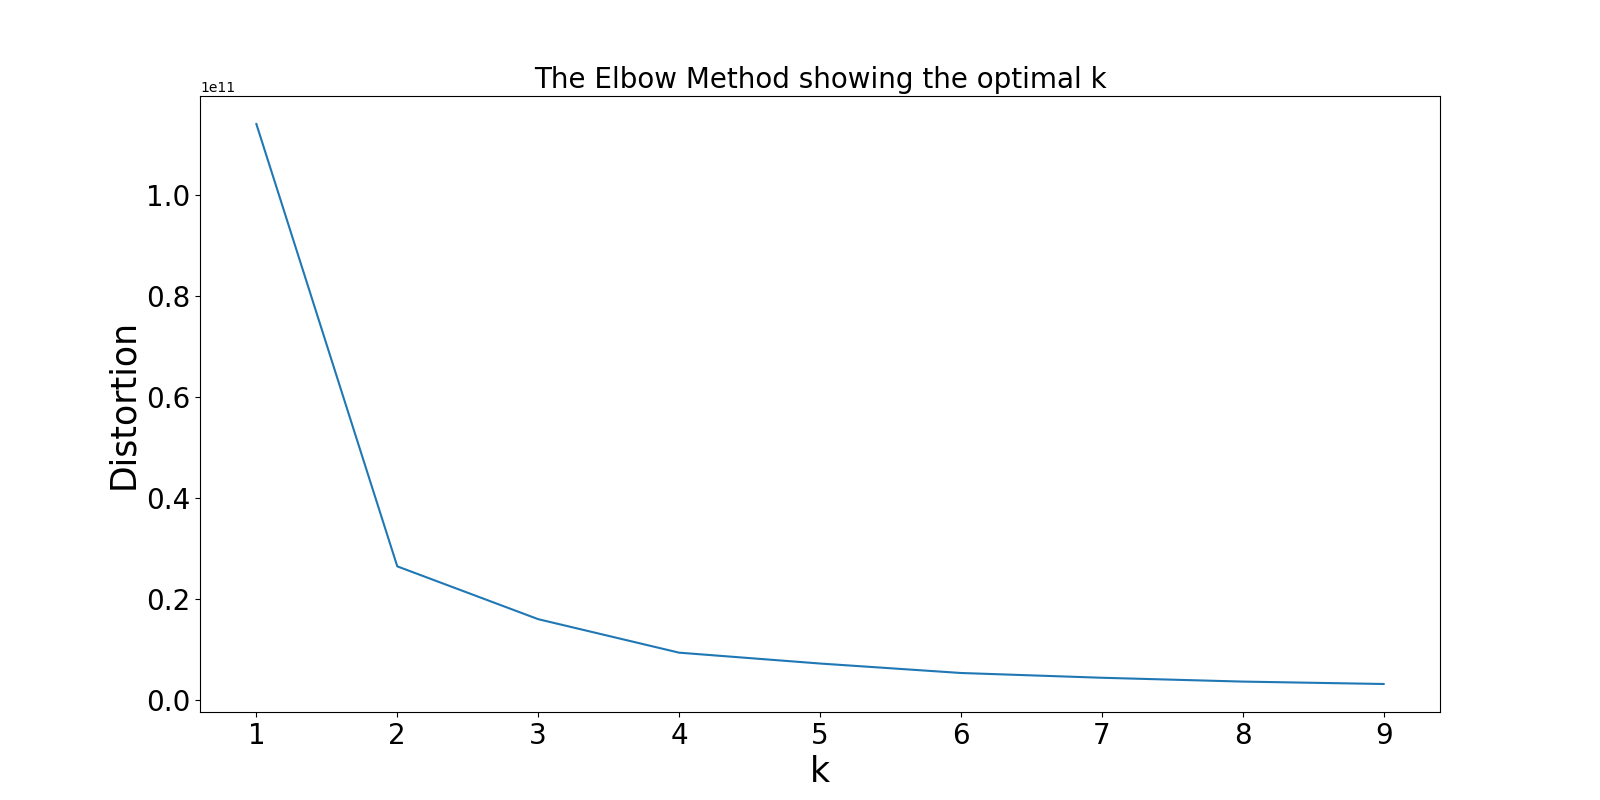 The Elbow Method showing the optimal k
1e11
1.0
0.8
0.6
0.4
0.2
0.0
Distortion
1 2 3 4 5 6 7 8 9
k